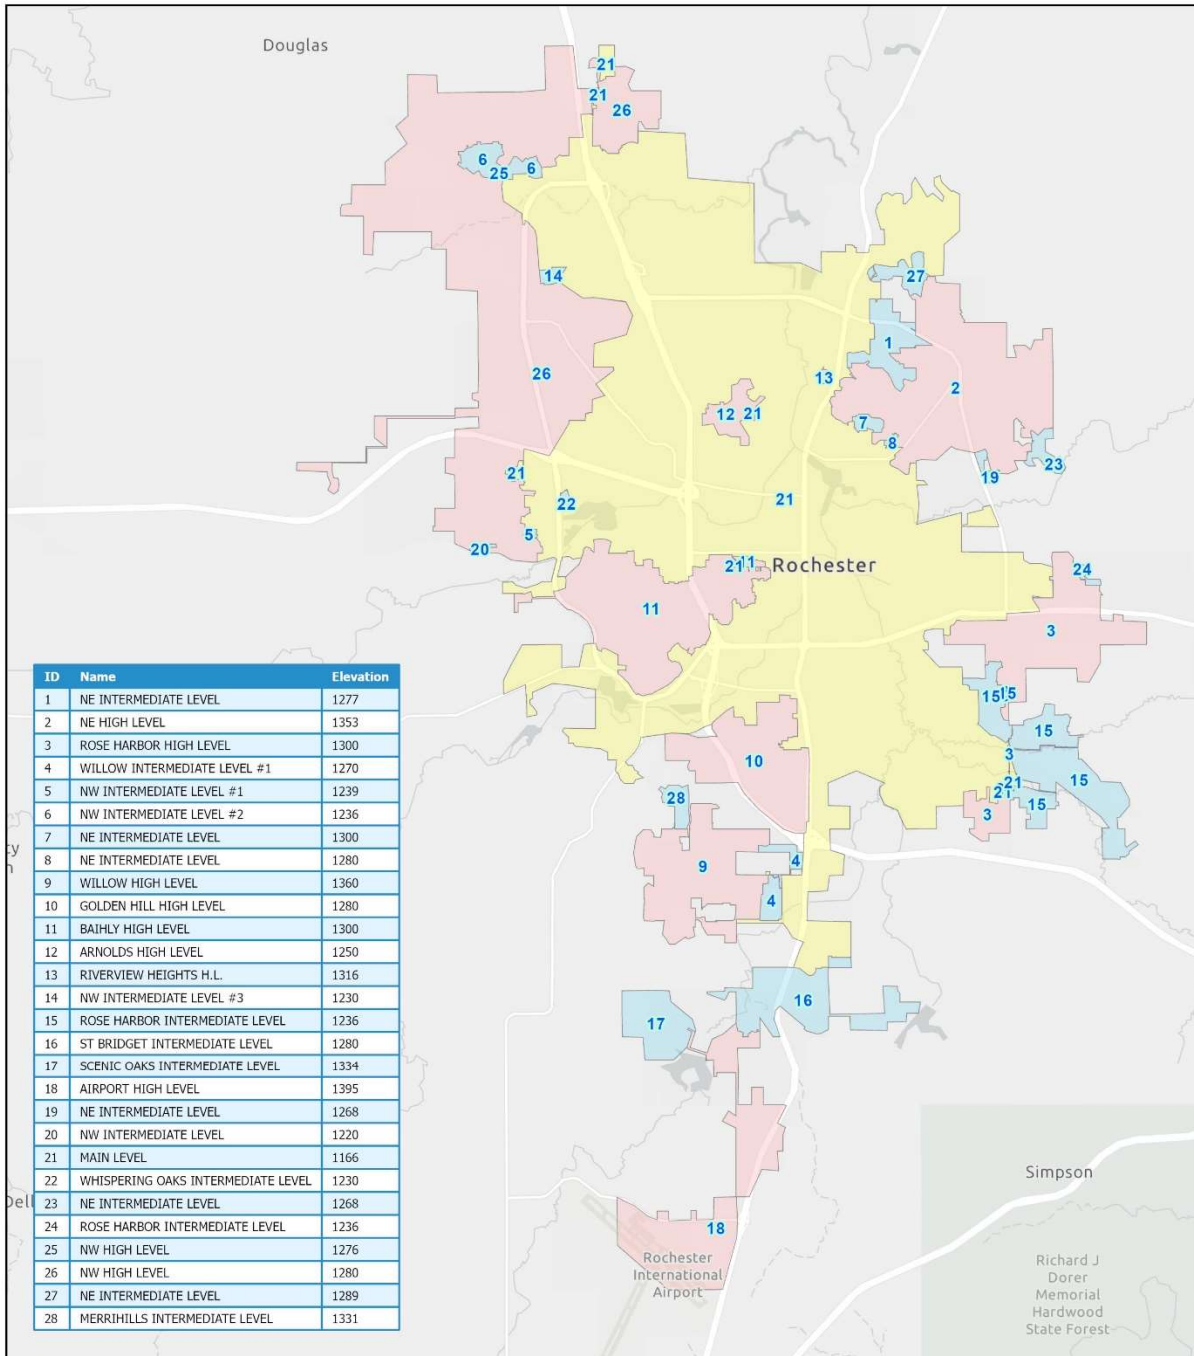 Douglas
21
21
26
6
6
25
27
14
1
26
13
2
12
21
7
8
21
23
19
22
21
5
20
11
21
Rochester
24
11
3
15
15
15
3
10
15
21
21
28
15
3
4
9
4
16
17
18
Simpson
Rochester
International
Airport
Richard J
Dorer
Memorial
Hardwood
State Forest
ty
Dell
ID Name Elevation
1 NE INTERMEDIATE LEVEL 1277
2 NE HIGH LEVEL 1353
3 ROSE HARBOR HIGH LEVEL 1300
4 WILLOW INTERMEDIATE LEVEL #1 1270
5 NW INTERMEDIATE LEVEL #1 1239
6 NW INTERMEDIATE LEVEL #2 1236
7 NE INTERMEDIATE LEVEL 1300
8 NE INTERMEDIATE LEVEL 1280
9 WILLOW HIGH LEVEL 1360
10 GOLDEN HILL HIGH LEVEL 1280
11 BAIHLY HIGH LEVEL 1300
12 ARNOLDS HIGH LEVEL 1250
13 RIVERVIEW HEIGHTS H.L. 1316
14 NW INTERMEDIATE LEVEL #3 1230
15 ROSE HARBOR INTERMEDIATE LEVEL 1236
16 ST BRIDGET INTERMEDIATE LEVEL 1280
17 SCENIC OAKS INTERMEDIATE LEVEL 1334
18 AIRPORT HIGH LEVEL 1395
19 NE INTERMEDIATE LEVEL 1268
20 NW INTERMEDIATE LEVEL 1220
21 MAIN LEVEL 1166
22 WHISPERING OAKS INTERMEDIATE LEVEL 1230
23 NE INTERMEDIATE LEVEL 1268
24 ROSE HARBOR INTERMEDIATE LEVEL 1236
25 NW HIGH LEVEL 1276
26 NW HIGH LEVEL 1280
27 NE INTERMEDIATE LEVEL 1289
28 MERRIHILLS INTERMEDIATE LEVEL 1331